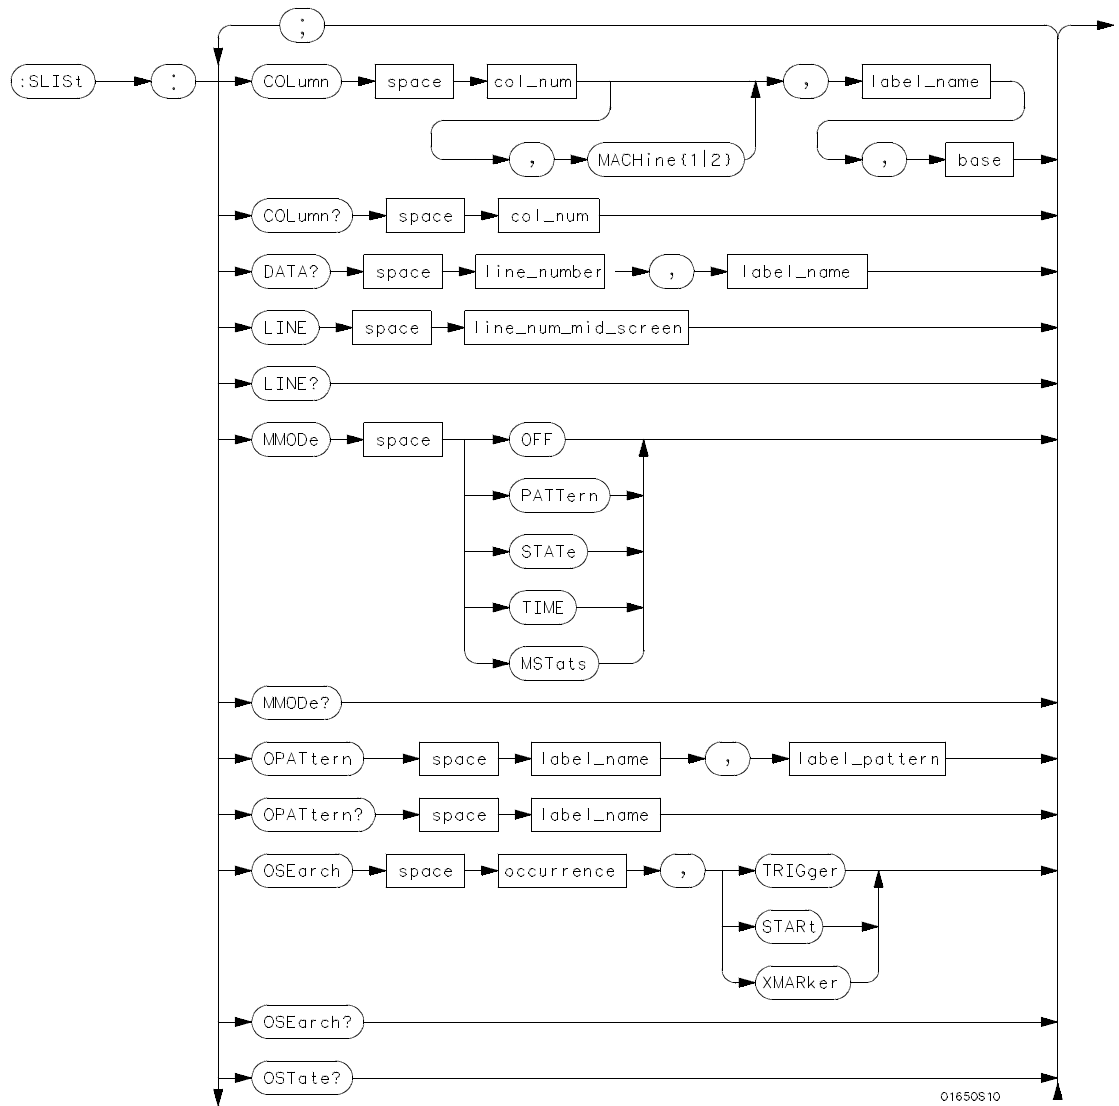 ;
:SLISt : COLumn space col_num , label_name
, MACHine{1|2} , base
COLumn? space col_num
DATA? space line_number , label_name
LINE space line_num_mid_screen
LINE?
MMODe space OFF
PATTern
STATe
TIME
MSTats
MMODe?
OPATtern space label_name , label_pattern
OPATtern? space label_name
OSEarch space occurrence , TRIGger
STARt
XMARker
OSEarch?
OSTate?
01650S10